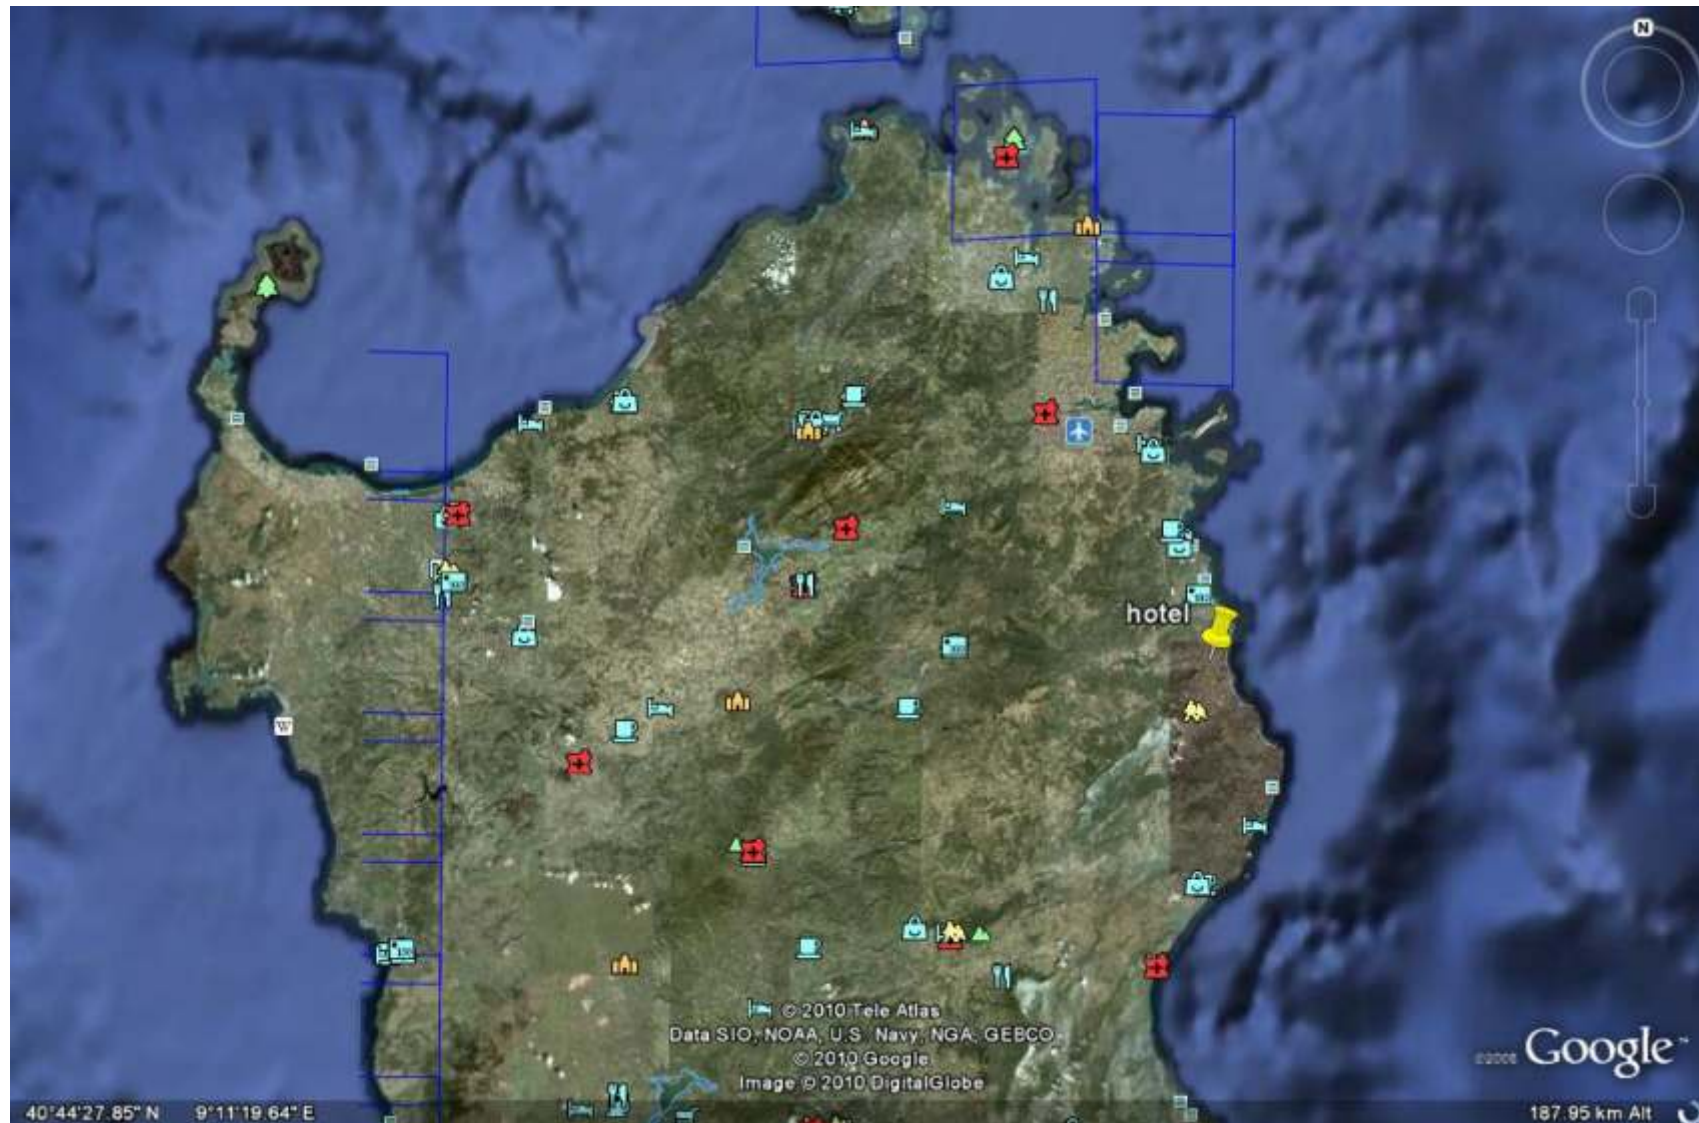 N
hotel
W
© 2010 Tele Atlas
Data SIO, NOAA, U.S. Navy, NGA, GEBCO
© 2010 Google
Image © 2010 DigitalGlobe
Google™
40°44'27.85" N 9°11'19.64" E 187.95 km Alt